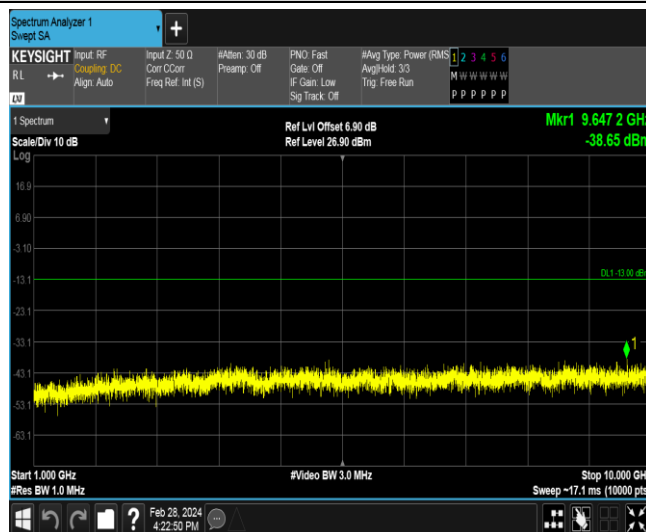 Spectrum Analyzer 1
Swept SA
+
KEYSIGHT
RL
LXI
Input: RF
Coupling: DC
Align: Auto
Input Z: 50 Ω
Corr CCorr
Freq Ref: Int (S)
#Atten: 30 dB
Preamp: Off
PNO: Fast
Gate: Off
IF Gain: Low
Sig Track: Off
#Avg Type: Power (RMS
Avg|Hold: 3/3
Trig: Free Run
1 2 3 4 5 6
M W W W W W
P P P P P P
1 Spectrum
Scale/Div 10 dB
Ref Lvl Offset 6.90 dB
Ref Level 26.90 dBm
Mkr1 9.647 2 GHz
-38.65 dBm
Log
16.9
6.90
-3.10
-13.1
-23.1
-33.1
-43.1
-53.1
-63.1
DL1 -13.00 dBm
1
Start 1.000 GHz
#Res BW 1.0 MHz
#Video BW 3.0 MHz
Stop 10.000 GHz
Sweep ~17.1 ms (10000 pts
?
Feb 28, 2024
4:22:50 PM